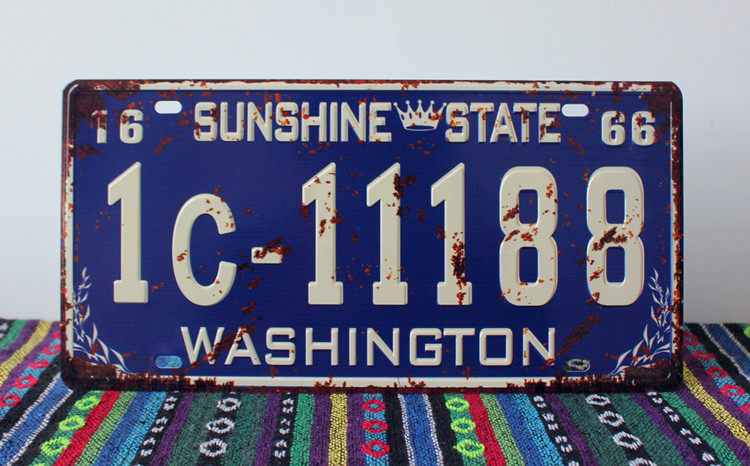 16 SUNSHINE STATE 66
1C-11188
WASHINGTON